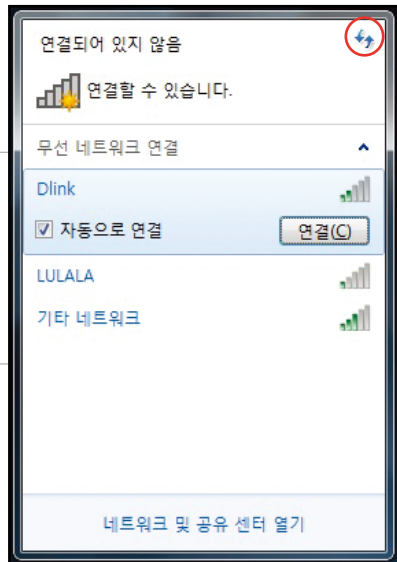 연결되어 있지 않음
연결할 수 있습니다.
무선 네트워크 연결
Dlink
자동으로 연결 연결(C)
LULALA
기타 네트워크
네트워크 및 공유 센터 열기